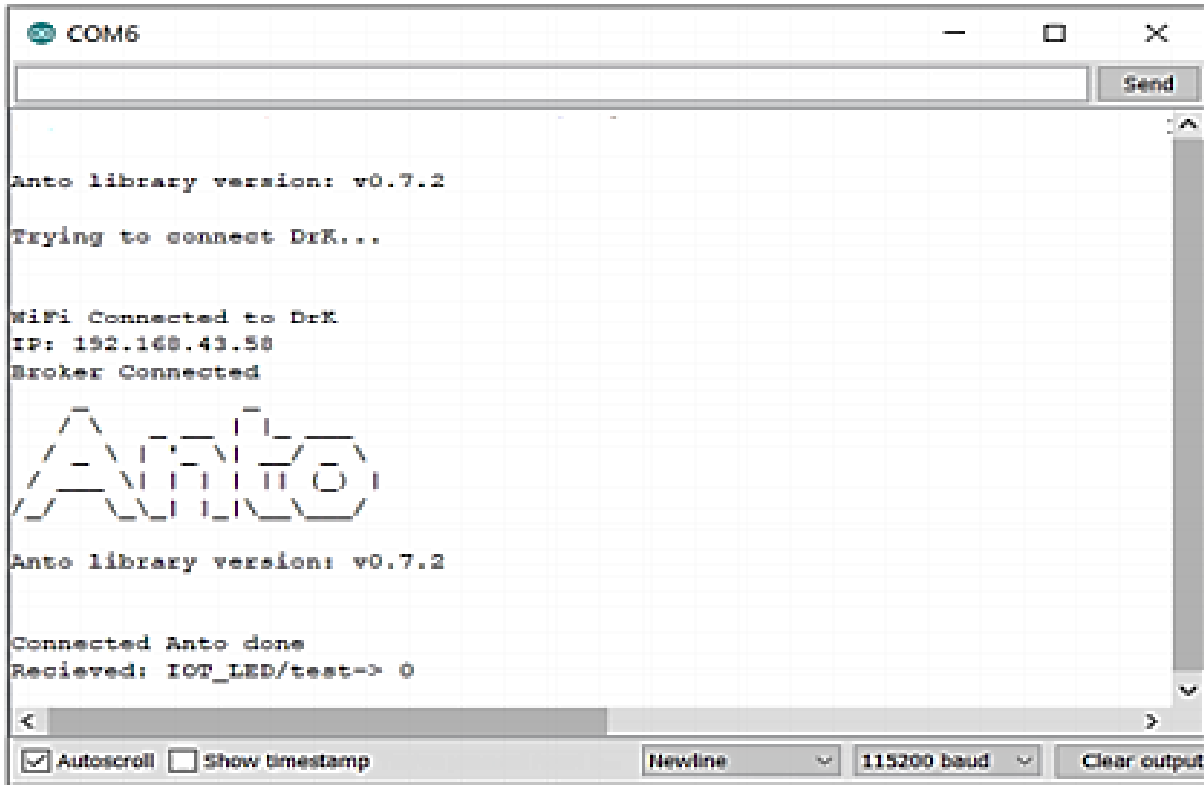 COM6
Send
Anto library version: v0.7.2
Trying to connect DrK...
WiFi Connected to DrK
IP: 192.168.43.58
Broker Connected
Anto
Anto library version: v0.7.2
Connected Anto done
Recieved: IOT_LED/test-> 0
Autoscroll Show timestamp Newline 115200 baud Clear output